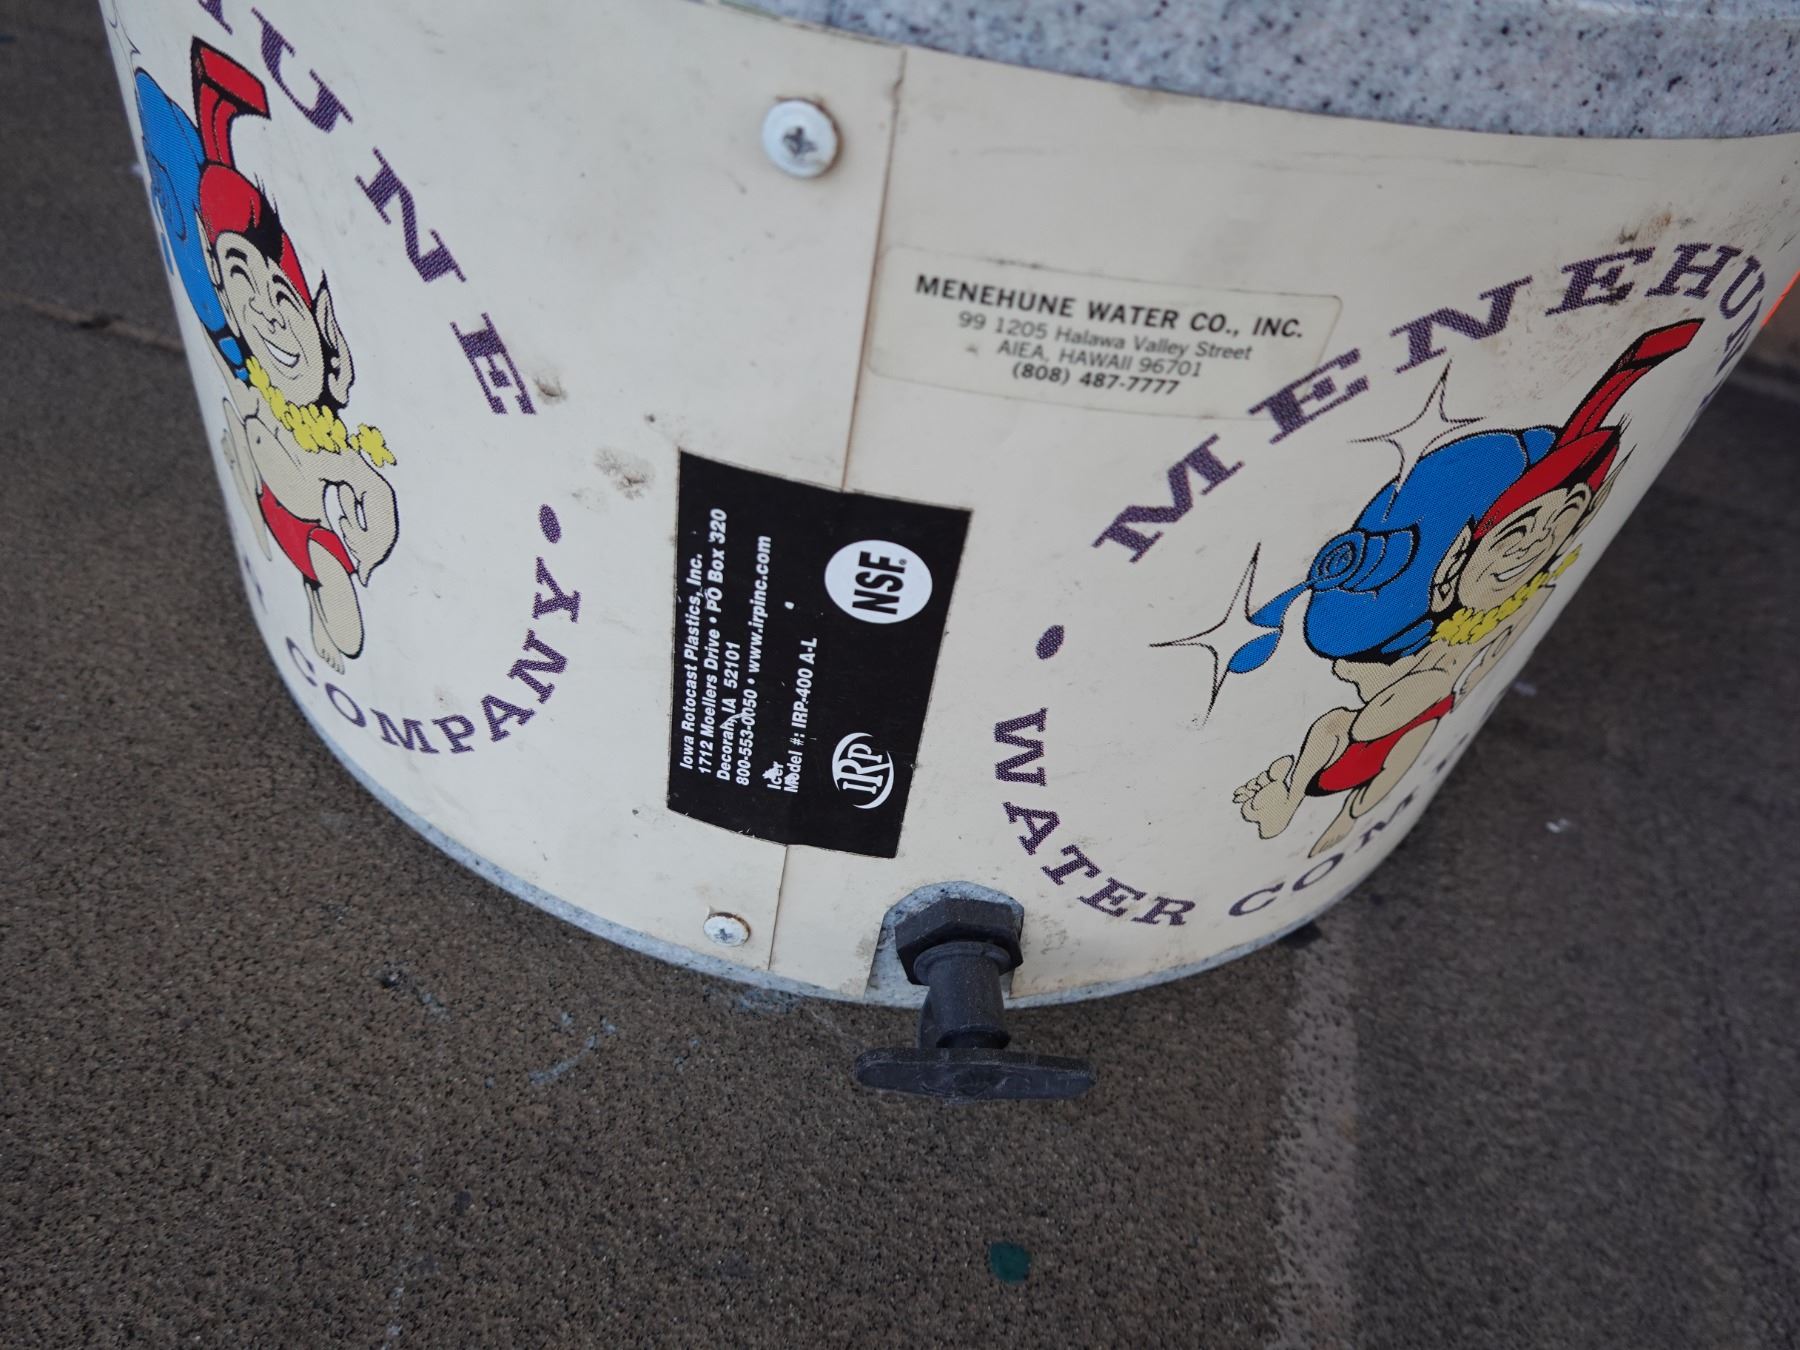 UNE
COMPANY •
MENEHUNE WATER CO., INC.
99 1205 Halawa Valley Street
AIEA, HAWAII 96701
(808) 487-7777
Iowa Rotocast Plastics, Inc.
1712 Moellers Drive • PO Box 320
Decorah, IA 52101
800-553-0050 • www.irpinc.com
Icer
Model #: IRP-400 A-L
NSF®
IRP
MENEHUN
• WATER COM